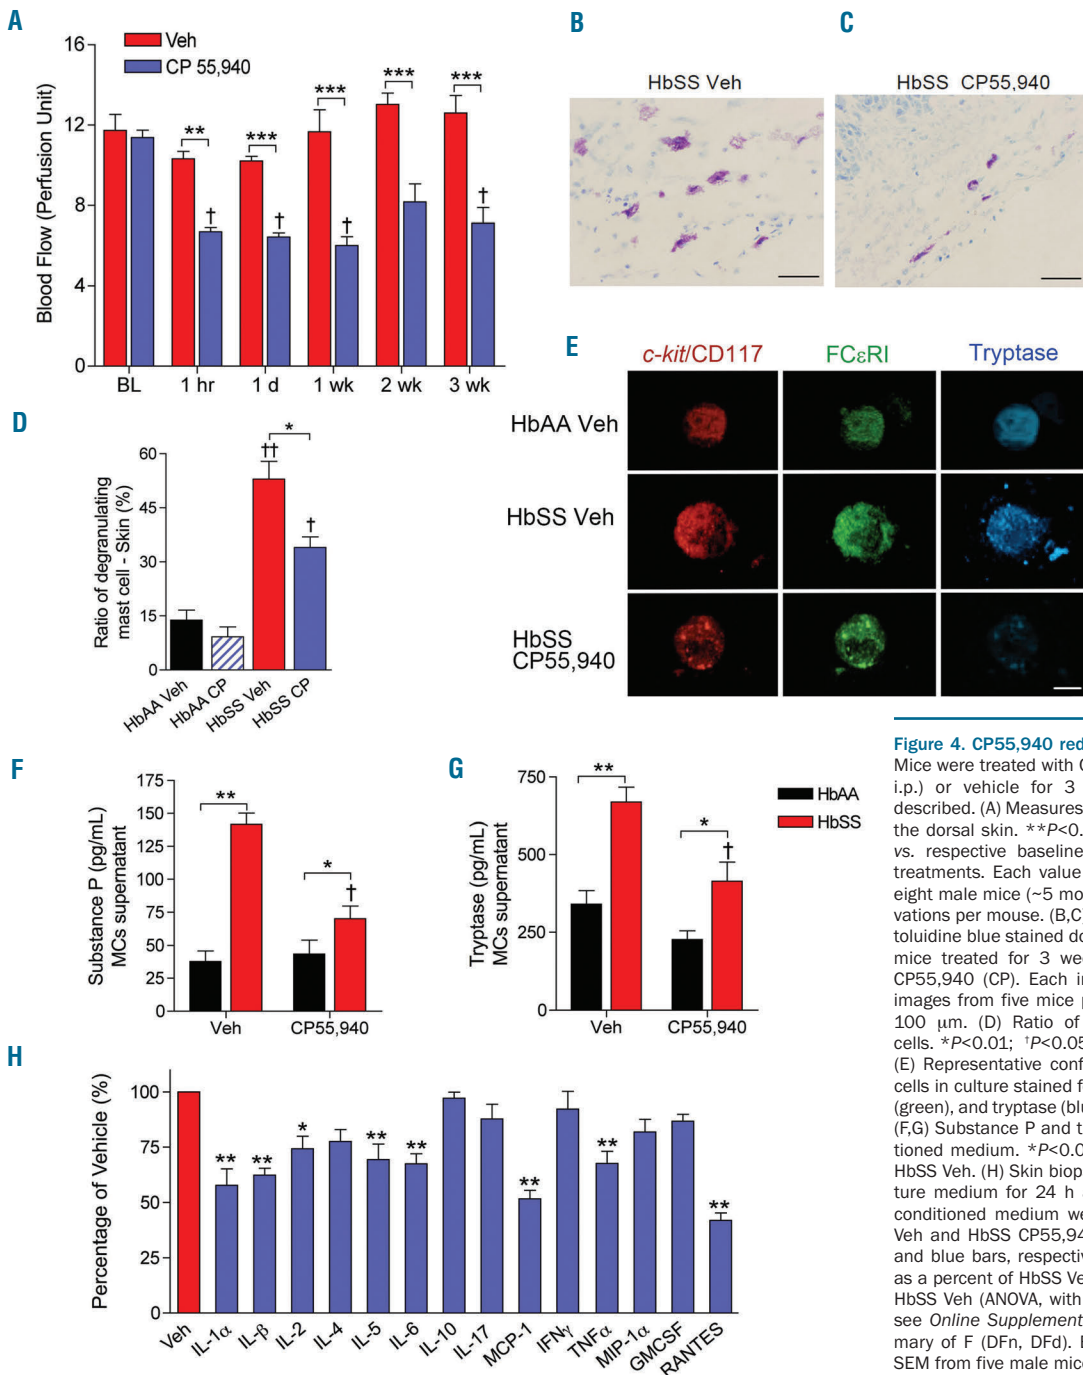 A
Veh
CP 55,940
Blood Flow (Perfusion Unit)
16
12
8
4
0
**
***
***
***
***
†
†
†
†
BL
1 hr
1 d
1 wk
2 wk
3 wk
B
HbSS Veh
C
HbSS CP55,940
D
Ratio of degranulating
mast cell - Skin (%)
60
45
30
15
0
††
*
†
HbAA Veh
HbAA CP
HbSS Veh
HbSS CP
E
c-kit/CD117
FCεRI
Tryptase
HbAA Veh
HbSS Veh
HbSS
CP55,940
F
Substance P (pg/mL)
MCs supernatant
175
150
125
100
75
50
25
0
**
*
†
Veh
CP55,940
G
Tryptase (pg/mL)
MCs supernatant
750
500
250
0
**
*
†
Veh
CP55,940
HbAA
HbSS
H
Percentage of Vehicle (%)
100
75
50
25
0
**
**
*
**
**
**
**
**
Veh
IL-1α
IL-β
IL-2
IL-4
IL-5
IL-6
IL-10
IL-17
MCP-1
IFNγ
TNFα
MIP-1α
GMCSF
RANTES
Figure 4. CP55,940 red
Mice were treated with C
i.p.) or vehicle for 3
described. (A) Measures
the dorsal skin. **P<0.
vs. respective baseline
treatments. Each value
eight male mice (~5 mo
vations per mouse. (B,C)
toluidine blue stained do
mice treated for 3 wee
CP55,940 (CP). Each in
images from five mice p
100 μm. (D) Ratio of
cells. *P<0.01; †P<0.05
(E) Representative conf
cells in culture stained f
(green), and tryptase (blu
(F,G) Substance P and t
tioned medium. *P<0.0
HbSS Veh. (H) Skin biop
ture medium for 24 h
conditioned medium we
Veh and HbSS CP55,94
and blue bars, respectiv
as a percent of HbSS Ve
HbSS Veh (ANOVA, with
see Online Supplement
mary of F (DFn, DFd). E
SEM from five male mice